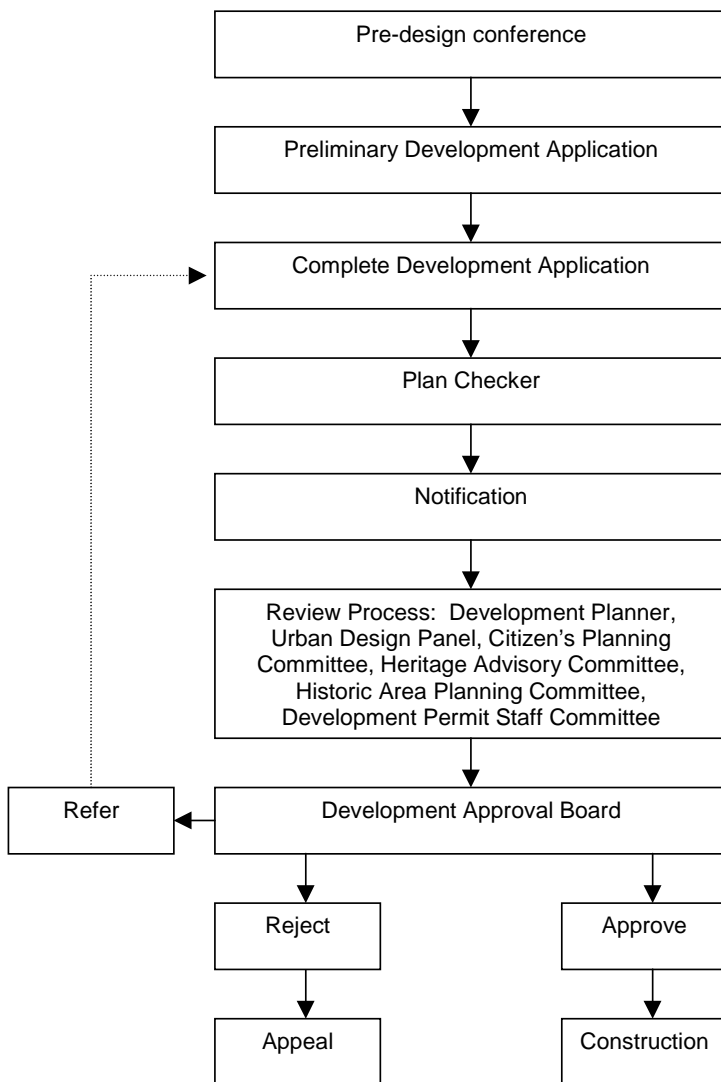 Pre-design conference
Preliminary Development Application
Complete Development Application
Plan Checker
Notification
Review Process:  Development Planner,
Urban Design Panel, Citizen's Planning
Committee, Heritage Advisory Committee,
Historic Area Planning Committee,
Development Permit Staff Committee
Refer
Development Approval Board
Reject
Approve
Appeal
Construction